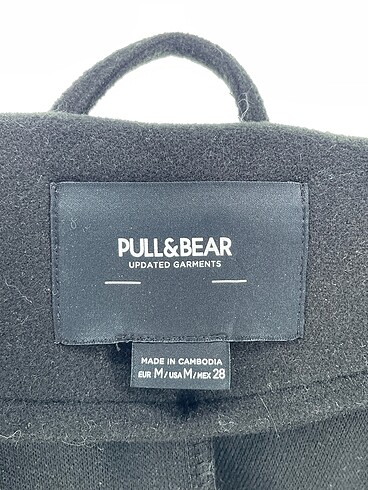 PULL&BEAR
UPDATED GARMENTS
MADE IN CAMBODIA
EUR M/USA M/MEX 28